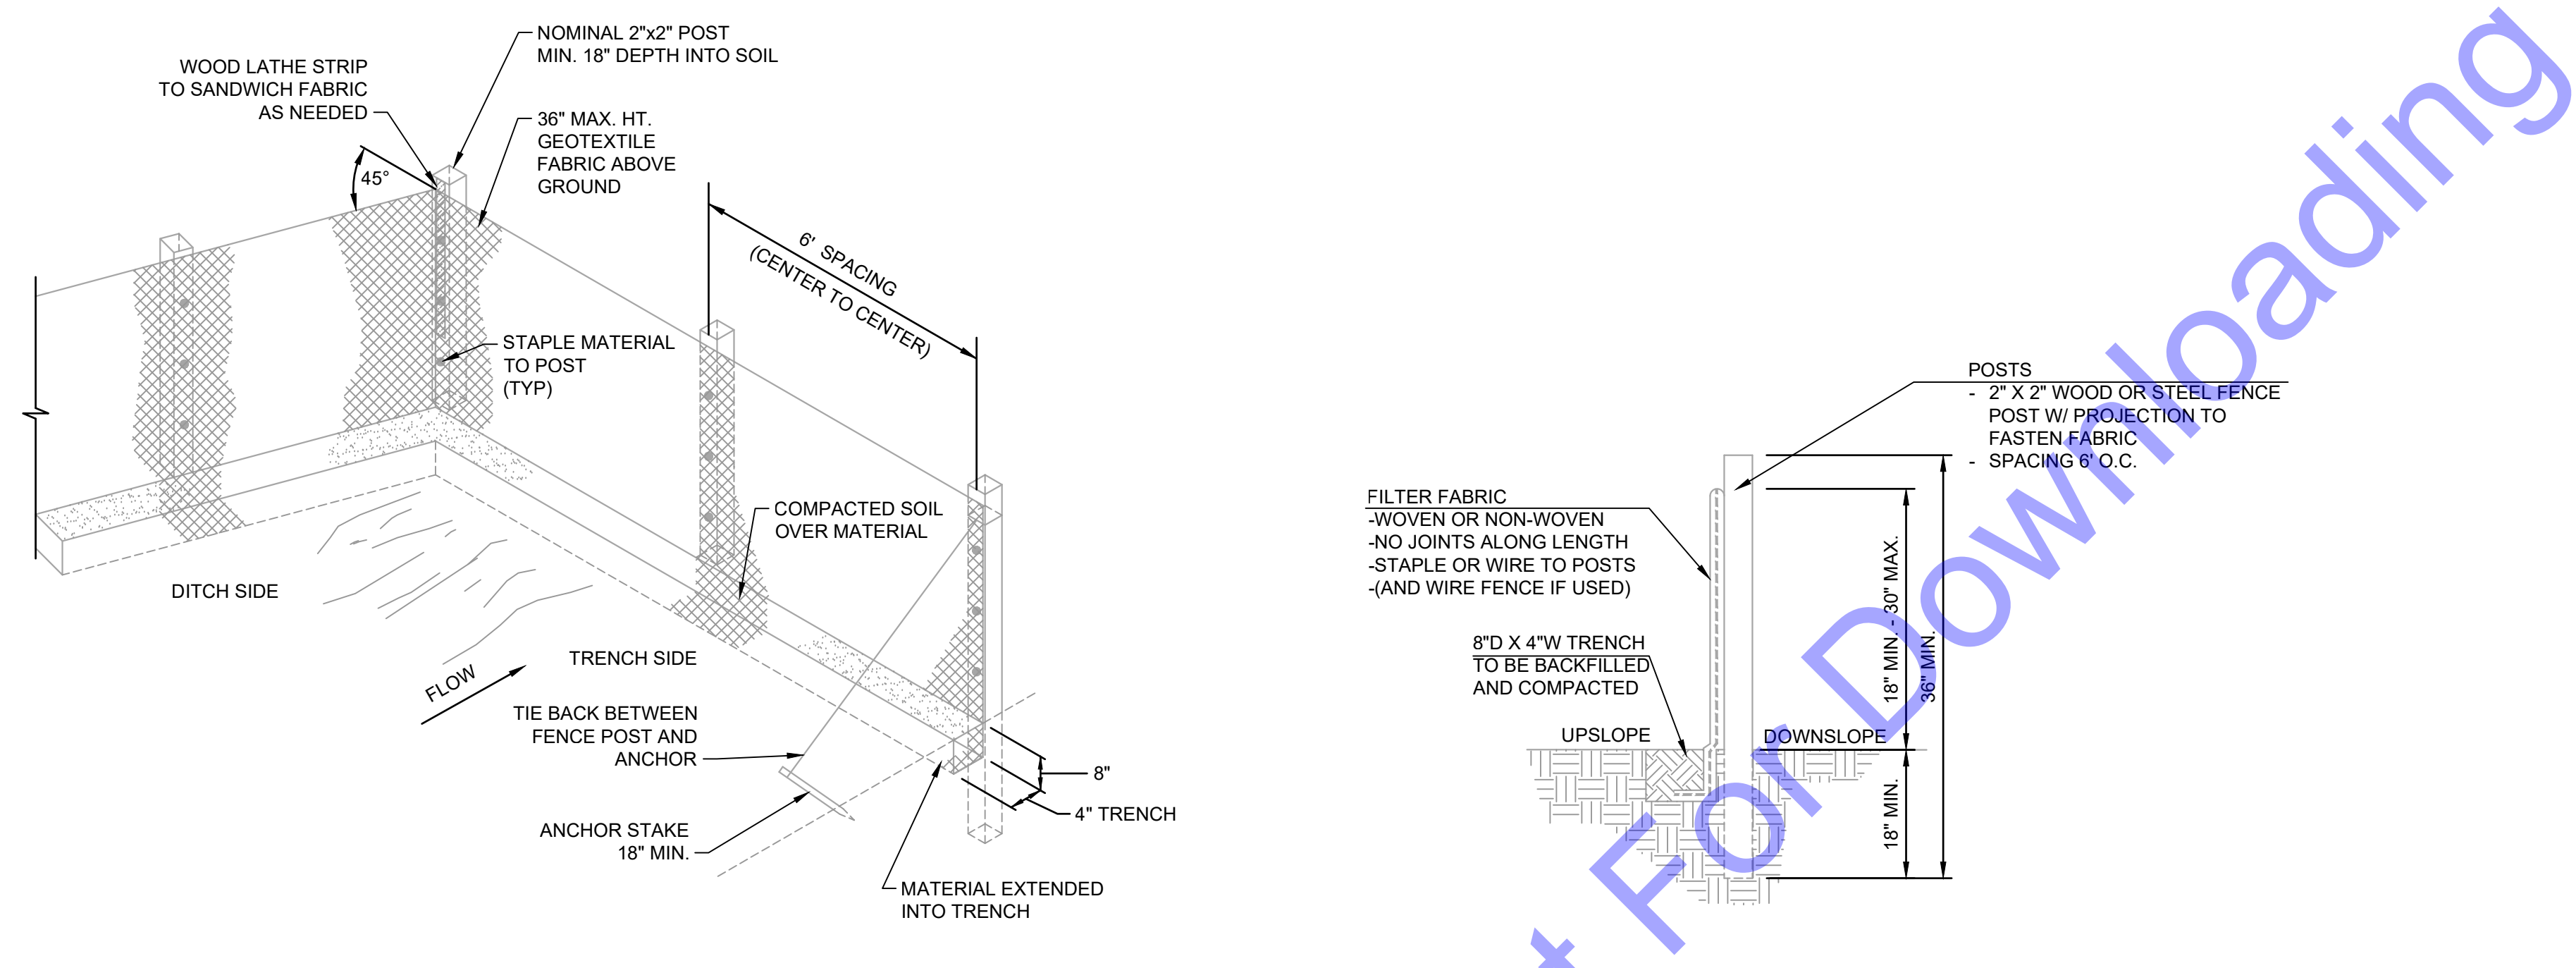 NOMINAL 2"x2" POST
MIN. 18" DEPTH INTO SOIL
WOOD LATHE STRIP
TO SANDWICH FABRIC
AS NEEDED
36" MAX. HT.
GEOTEXTILE
FABRIC ABOVE
GROUND
45°
6' SPACING
(CENTER TO CENTER)
STAPLE MATERIAL
TO POST
(TYP)
COMPACTED SOIL
OVER MATERIAL
DITCH SIDE
TRENCH SIDE
FLOW
TIE BACK BETWEEN
FENCE POST AND
ANCHOR
ANCHOR STAKE
18" MIN.
8"
4" TRENCH
MATERIAL EXTENDED
INTO TRENCH
POSTS
- 2" X 2" WOOD OR STEEL FENCE
POST W/ PROJECTION TO
FASTEN FABRIC
- SPACING 6' O.C.
FILTER FABRIC
-WOVEN OR NON-WOVEN
-NO JOINTS ALONG LENGTH
-STAPLE OR WIRE TO POSTS
-(AND WIRE FENCE IF USED)
8"D X 4"W TRENCH
TO BE BACKFILLED
AND COMPACTED
UPSLOPE
DOWNSLOPE
18" MIN. - 30" MAX.
36" MIN.
18" MIN.
For Downloading